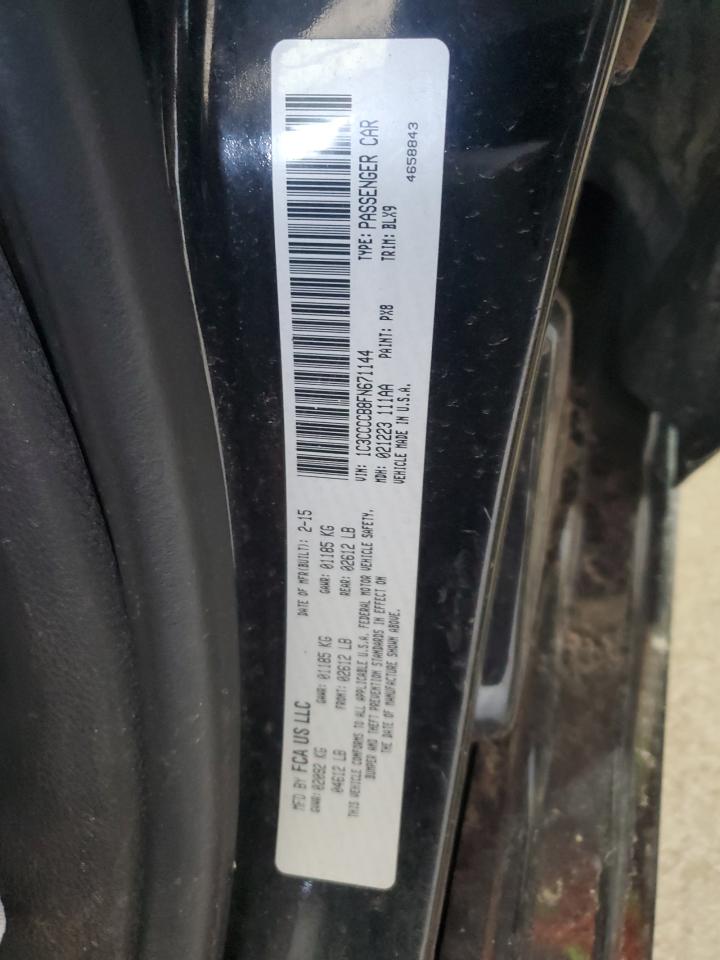 MFD BY FCA US LLC
DATE OF MFR(BUILT): 2-15
GVWR: 02092 KG
04612 LB
GAWR: 01185 KG
FRONT: 02612 LB
GAWR: 01185 KG
REAR: 02612 LB
THIS VEHICLE CONFORMS TO ALL APPLICABLE U.S.A. FEDERAL MOTOR VEHICLE SAFETY,
BUMPER AND THEFT PREVENTION STANDARDS IN EFFECT ON
THE DATE OF MANUFACTURE SHOWN ABOVE.
VIN: 1C3CCCCB8FN671144
TYPE: PASSENGER CAR
MDH: 021223 111AA
PAINT: PX8
TRIM: BLX9
VEHICLE MADE IN U.S.A.
4658843